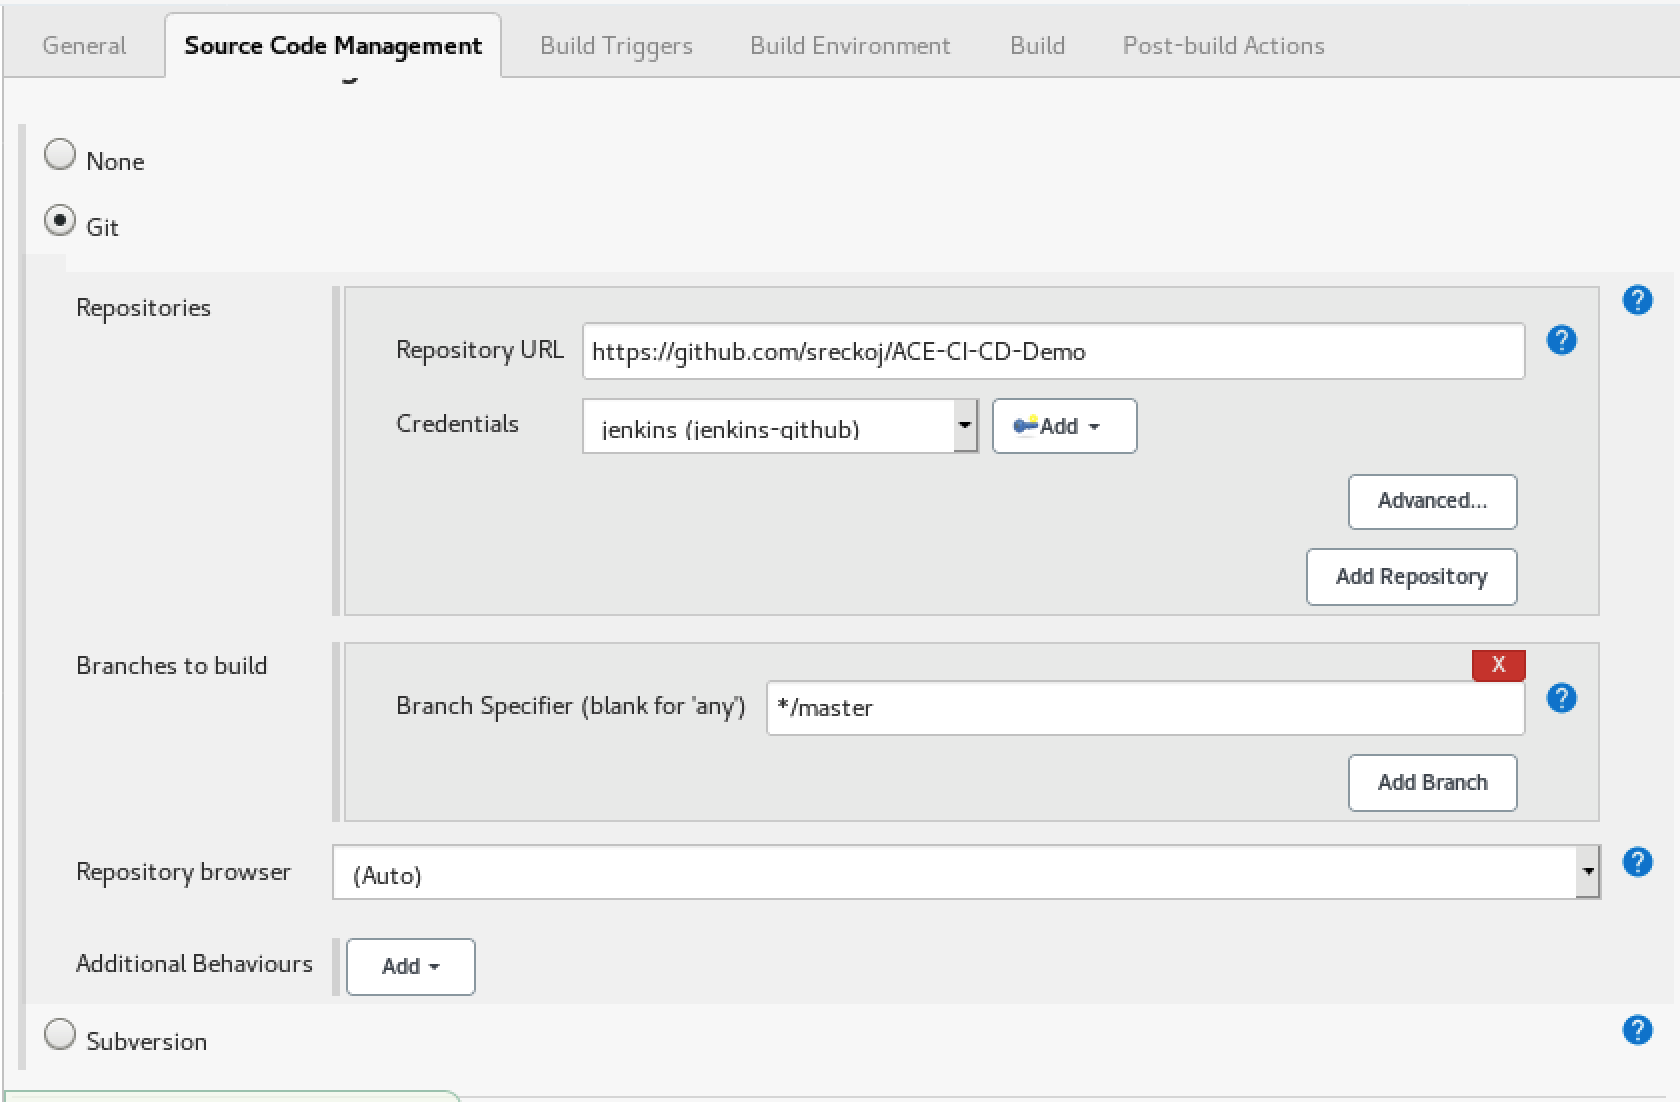 General Source Code Management Build Triggers Build Environment Build Post-build Actions
None
Git
Repositories
?
Repository URL https://github.com/sreckoj/ACE-CI-CD-Demo ?
Credentials jenkins (jenkins-github) Add
Advanced...
Add Repository
Branches to build
X
Branch Specifier (blank for 'any') */master ?
Add Branch
Repository browser (Auto) ?
Additional Behaviours Add
Subversion ?